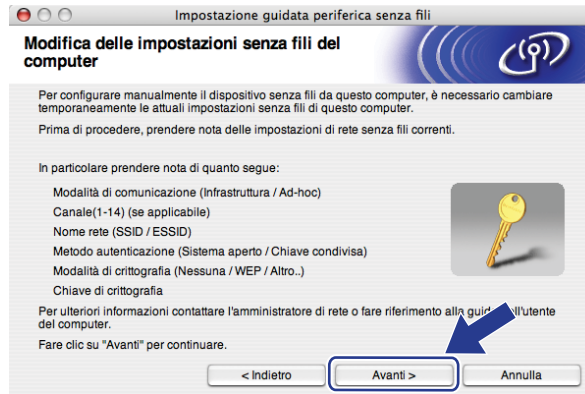 Impostazione guidata periferica senza fili
Modifica delle impostazioni senza fili del
computer
Per configurare manualmente il dispositivo senza fili da questo computer, è necessario cambiare
temporaneamente le attuali impostazioni senza fili di questo computer.
Prima di procedere, prendere nota delle impostazioni di rete senza fili correnti.
In particolare prendere nota di quanto segue:
Modalità di comunicazione (Infrastruttura / Ad-hoc)
Canale(1-14) (se applicabile)
Nome rete (SSID / ESSID)
Metodo autenticazione (Sistema aperto / Chiave condivisa)
Modalità di crittografia (Nessuna / WEP / Altro..)
Chiave di crittografia
Per ulteriori informazioni contattare l'amministratore di rete o fare riferimento alla guida dell'utente
del computer.
Fare clic su "Avanti" per continuare.
< Indietro
Avanti >
Annulla